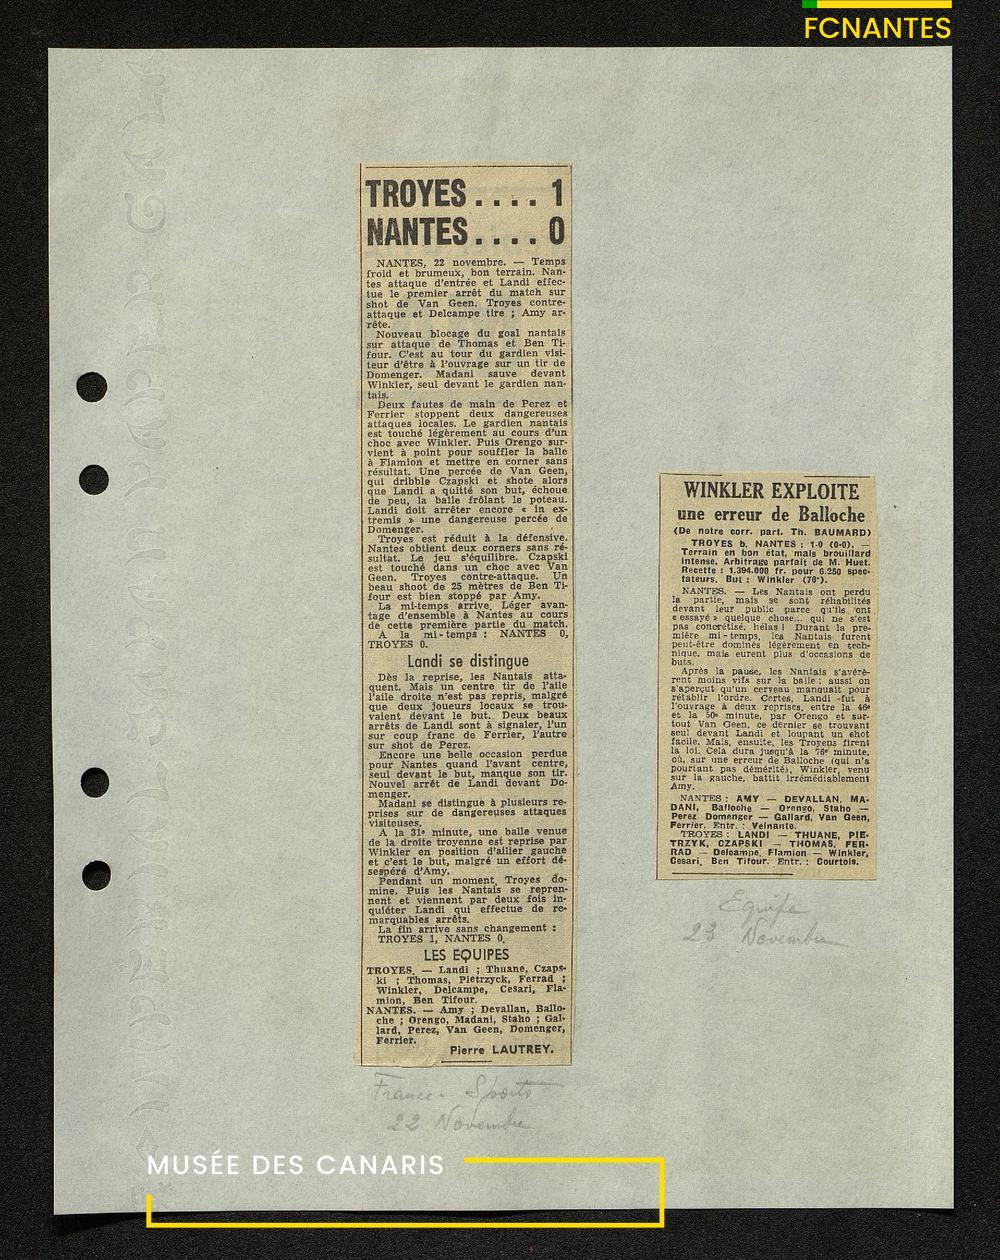 FCNANTES
TROYES .... 1
NANTES .... 0
NANTES, 22 novembre. — Temps
froid et brumeux, bon terrain. Nan-
tes attaque d'entrée et Landi effec-
tue le premier arrêt du match sur
shot de Van Geen. Troyes contre-
attaque et Delcampe tire ; Amy ar-
rête.
Nouveau blocage du goal nantais
sur attaque de Thomas et Ben Ti-
four. C'est au tour du gardien visi-
teur d'être à l'ouvrage sur un tir de
Domenger. Madani sauve devant
Winkler, seul devant le gardien nan-
tais.
Deux fautes de main de Perez et
Ferrier stoppent deux dangereuses
attaques locales. Le gardien nantais
est touché légèrement au cours d'un
choc avec Winkler. Puis Orengo sur-
vient à point pour souffler la balle
à Flamion et mettre en corner sans
résultat. Une percée de Van Geen,
qui dribble Czapski et shote alors
que Landi a quitté son but, échoue
de peu, la balle frôlant le poteau.
Landi doit arrêter encore « in ex-
tremis » une dangereuse percée de
Domenger.
Troyes est réduit à la défensive.
Nantes obtient deux corners sans ré-
sultat. Le jeu s'équilibre. Czapski
est touché dans un choc avec Van
Geen. Troyes contre-attaque. Un
beau shoot de 25 mètres de Ben Ti-
four est bien stoppé par Amy.
La mi-temps arrive. Léger avan-
tage d'ensemble à Nantes au cours
de cette première partie du match.
A la mi-temps : NANTES 0,
TROYES 0.
Landi se distingue
Dès la reprise, les Nantais atta-
quent. Mais un centre tir de l'aile
l'aile droite n'est pas repris, malgré
que deux joueurs locaux se trou-
vaient devant le but. Deux beaux
arrêts de Landi sont à signaler, l'un
sur coup franc de Ferrier, l'autre
sur shot de Perez.
Encore une belle occasion perdue
pour Nantes quand l'avant centre,
seul devant le but, manque son tir.
Nouvel arrêt de Landi devant Do-
menger.
Madani se distingue à plusieurs re-
prises sur de dangereuses attaques
visiteuses.
A la 31e minute, une balle venue
de la droite troyenne est reprise par
Winkler en position d'ailier gauche
et c'est le but, malgré un effort dé-
sespéré d'Amy.
Pendant un moment, Troyes do-
mine. Puis les Nantais se repren-
nent et viennent par deux fois in-
quiéter Landi qui effectue de re-
marquables arrêts.
La fin arrive sans changement :
TROYES 1, NANTES 0.
LES EQUIPES
TROYES. — Landi ; Thuane, Czaps-
ki ; Thomas, Pietrzyck, Ferrad ;
Winkler, Delcampe, Cesari, Fla-
mion, Ben Tifour.
NANTES. — Amy ; Devallan, Ballo-
che ; Orengo, Madani, Staho ; Gal-
lard, Perez, Van Geen, Domenger,
Ferrier.
Pierre LAUTREY.
France-Sports
22 Novembre
WINKLER EXPLOITE
une erreur de Balloche
(De notre corr. part. Th. BAUMARD)
TROYES b. NANTES : 1-0 (0-0). —
Terrain en bon état, mais brouillard
intense. Arbitrage parfait de M. Huet.
Recette : 1.394.000 fr. pour 6.250 spec-
tateurs. But : Winkler (76e).
NANTES. — Les Nantais ont perdu
la partie, mais se sont réhabilités
devant leur public parce qu'ils ont
« essayé » quelque chose... qui ne s'est
pas concrétisé, hélas ! Durant la pre-
mière mi-temps, les Nantais furent
peut-être dominés légèrement en tech-
nique, mais eurent plus d'occasions de
buts.
Après la pause, les Nantais s'avérè-
rent moins vifs sur la balle ; aussi on
s'aperçut qu'un cerveau manquait pour
rétablir l'ordre. Certes, Landi fut à
l'ouvrage à deux reprises, entre la 46e
et la 50e minute, par Orengo et sur-
tout Van Geen, ce dernier se trouvant
seul devant Landi et loupant un shot
facile. Mais, ensuite, les Troyens firent
la loi. Cela dura jusqu'à la 76e minute,
où, sur une erreur de Balloche (qui n'a
pourtant pas démérité), Winkler, venu
sur la gauche, battit irrémédiablement
Amy.
NANTES : AMY — DEVALLAN, MA-
DANI, Balloche — Orengo, Staho —
Perez Domenger — Gallard, Van Geen,
Ferrier. Entr. : Veinante.
TROYES : LANDI — THUANE, PIE-
TRZYK, CZAPSKI — THOMAS, FER-
RAD — Delcampe, Flamion — Winkler,
Cesari, Ben Tifour. Entr. : Courtois.
Equipe
23 Novembre
MUSÉE DES CANARIS